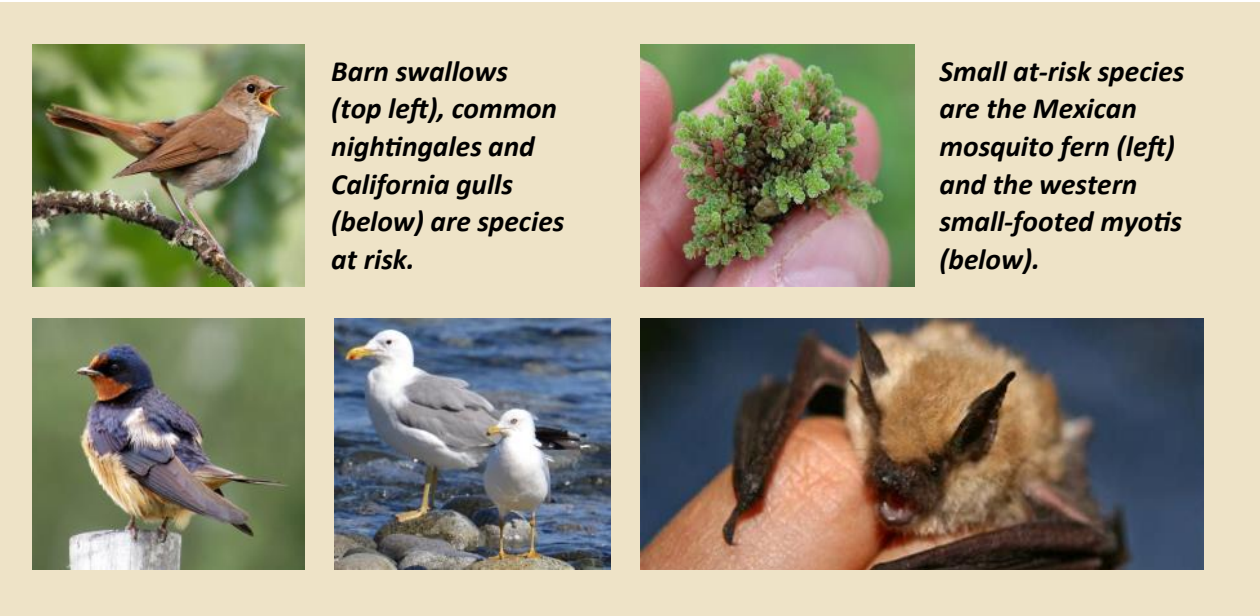 Barn swallows
(top left), common
nightingales and
California gulls
(below) are species
at risk.
Small at-risk species
are the Mexican
mosquito fern (left)
and the western
small-footed myotis
(below).